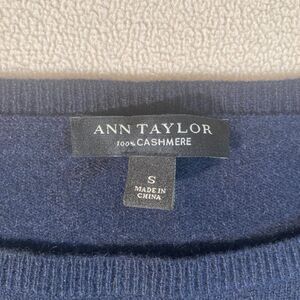 ANN TAYLOR
100% CASHMERE
S
MADE IN
CHINA